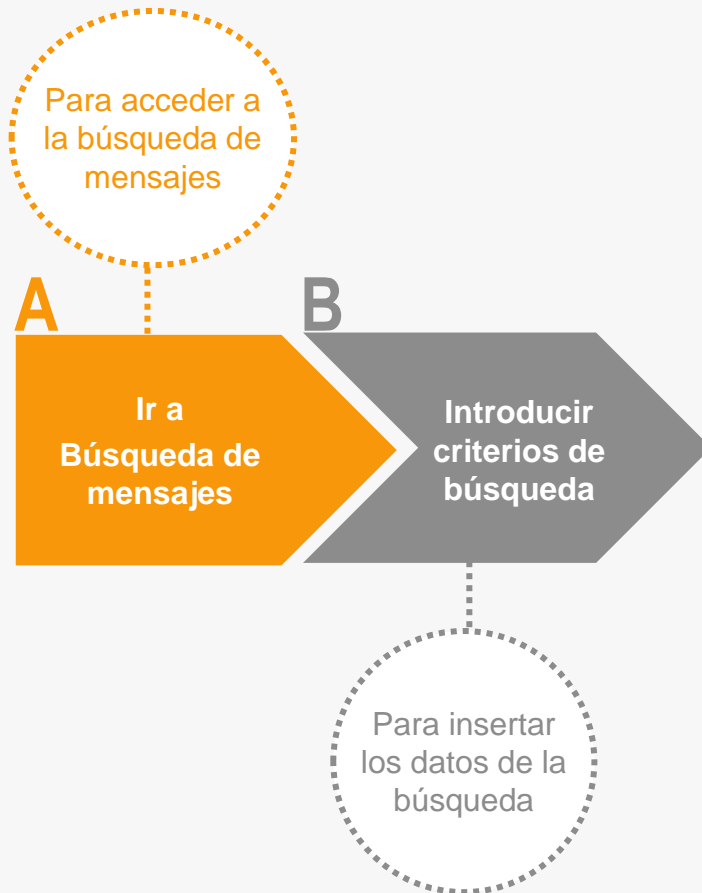 Para acceder a
la búsqueda de
mensajes
A
B
Ir a
Búsqueda de
mensajes
Introducir
criterios de
búsqueda
Para insertar
los datos de la
búsqueda